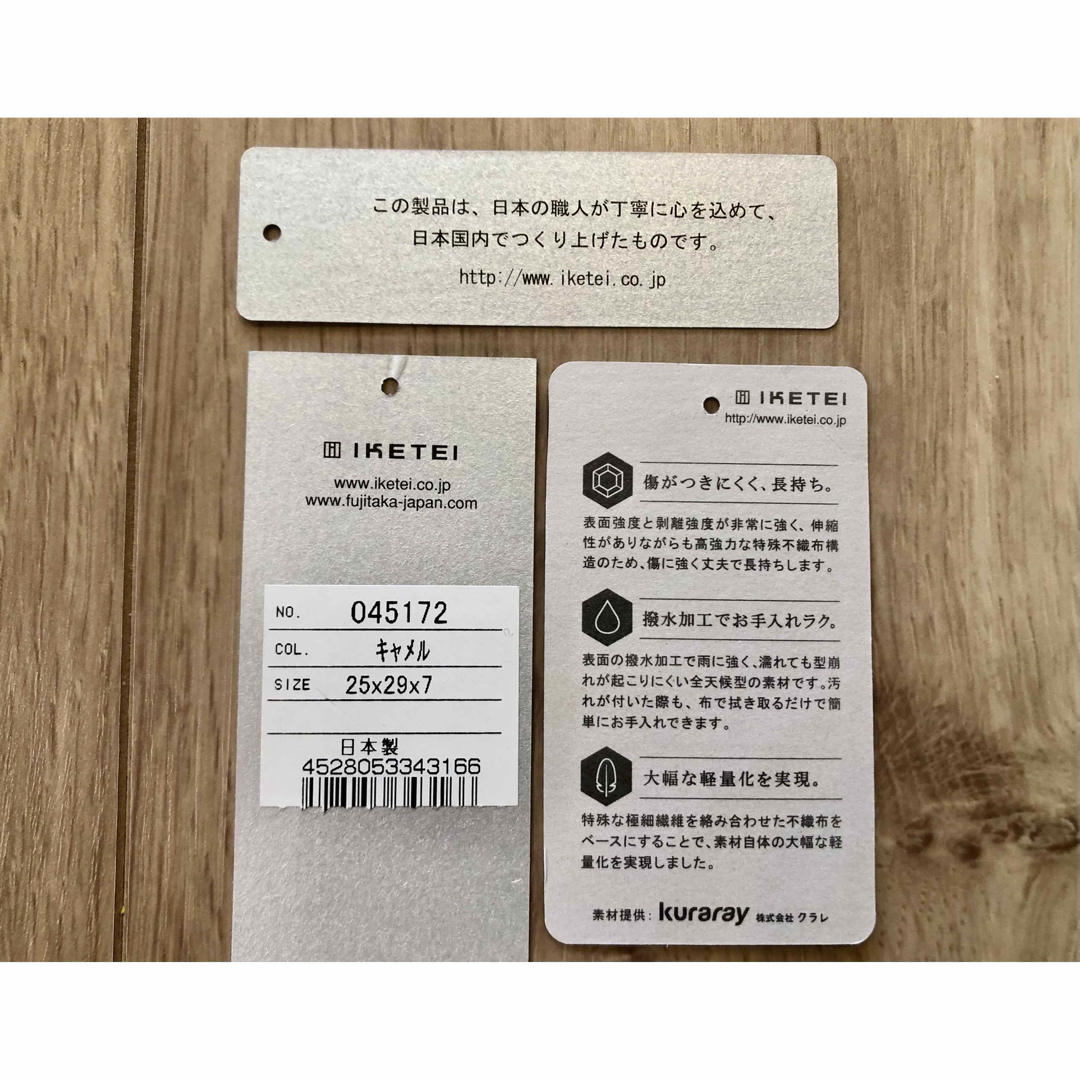 この製品は、日本の職人が丁寧に心を込めて、
日本国内でつくり上げたものです。
http://www.iketei.co.jp
IKETEI
www.iketei.co.jp
www.fujitaka-japan.com
NO. 045172
COL. キャメル
SIZE 25x29x7
日本製
4528053343166
IKETEI
http://www.iketei.co.jp
傷がつきにくく、長持ち。
表面強度と剥離強度が非常に強く、伸縮
性がありながらも高強力な特殊不織布構
造のため、傷に強く丈夫で長持ちします。
撥水加工でお手入れラク。
表面の撥水加工で雨に強く、濡れても型崩
れが起こりにくい全天候型の素材です。汚
れが付いた際も、布で拭き取るだけで簡
単にお手入れできます。
大幅な軽量化を実現。
特殊な極細繊維を絡み合わせた不織布を
ベースにすることで、素材自体の大幅な軽
量化を実現しました。
素材提供: kuraray 株式会社 クラレ